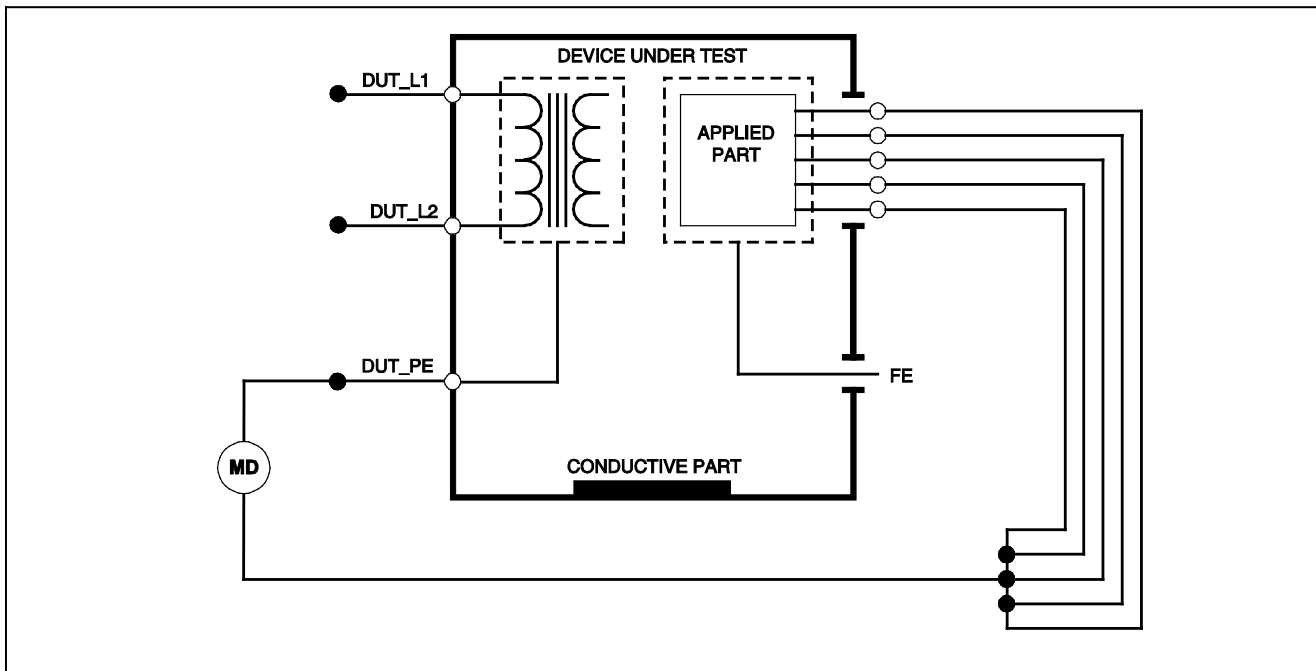 DEVICE UNDER TEST
DUT_L1
APPLIED
PART
DUT_L2
DUT_PE
FE
MD
CONDUCTIVE PART